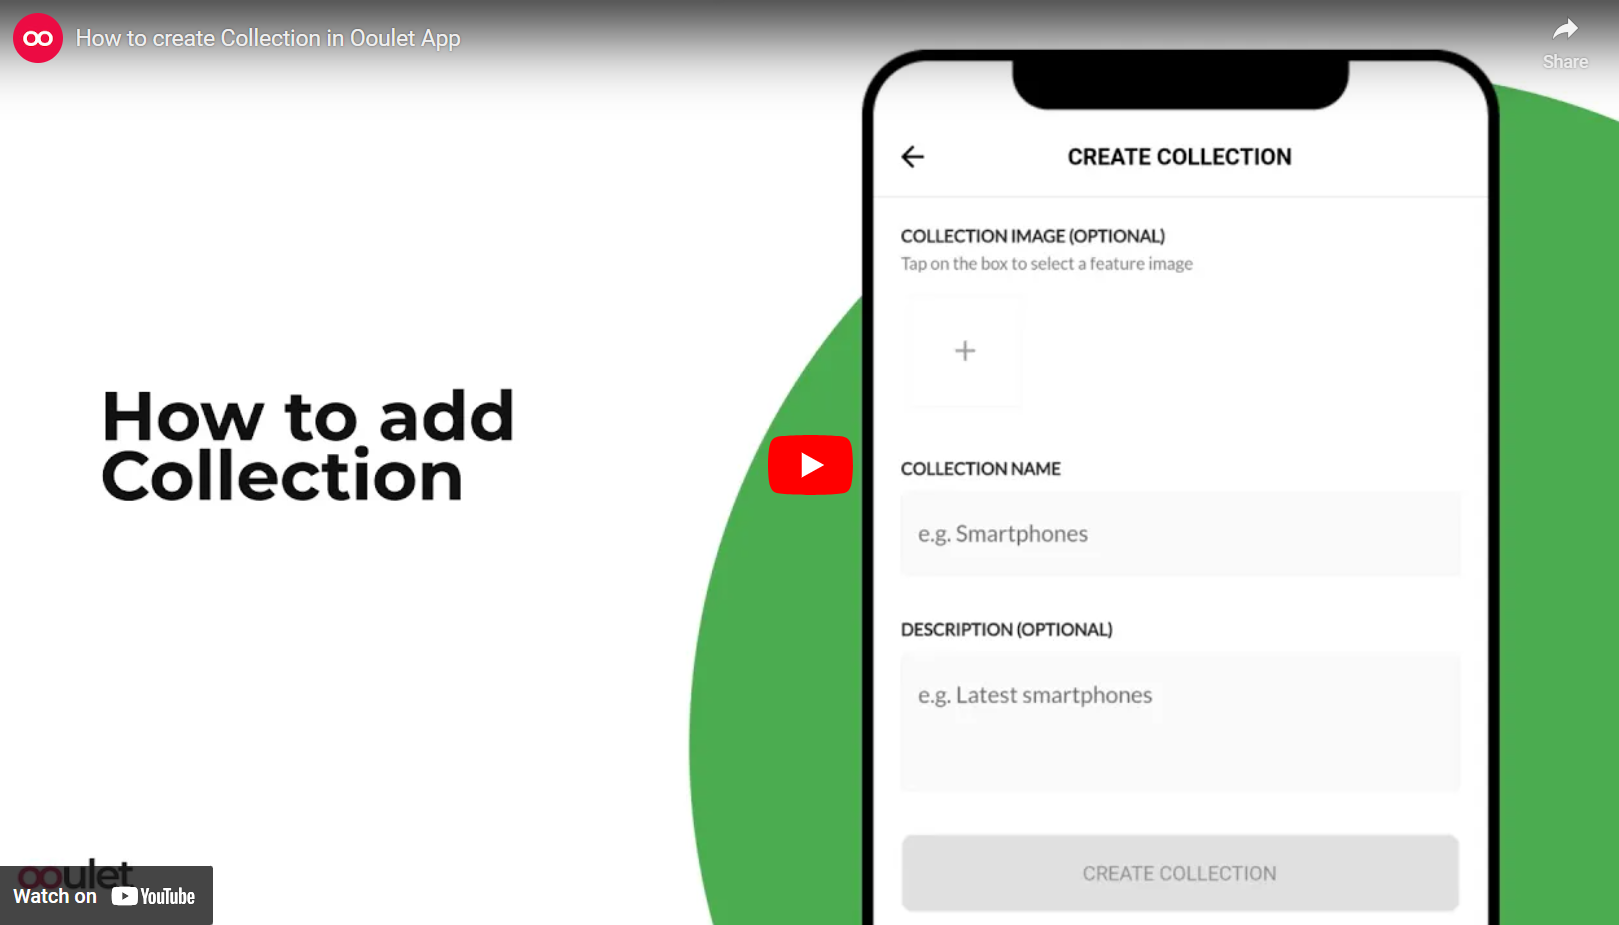 How to create Collection in Ooulet App
Share
CREATE COLLECTION
COLLECTION IMAGE (OPTIONAL)
Tap on the box to select a feature image
How to add
Collection
COLLECTION NAME
e.g. Smartphones
DESCRIPTION (OPTIONAL)
e.g. Latest smartphones
CREATE COLLECTION
ooulet
Watch on YouTube